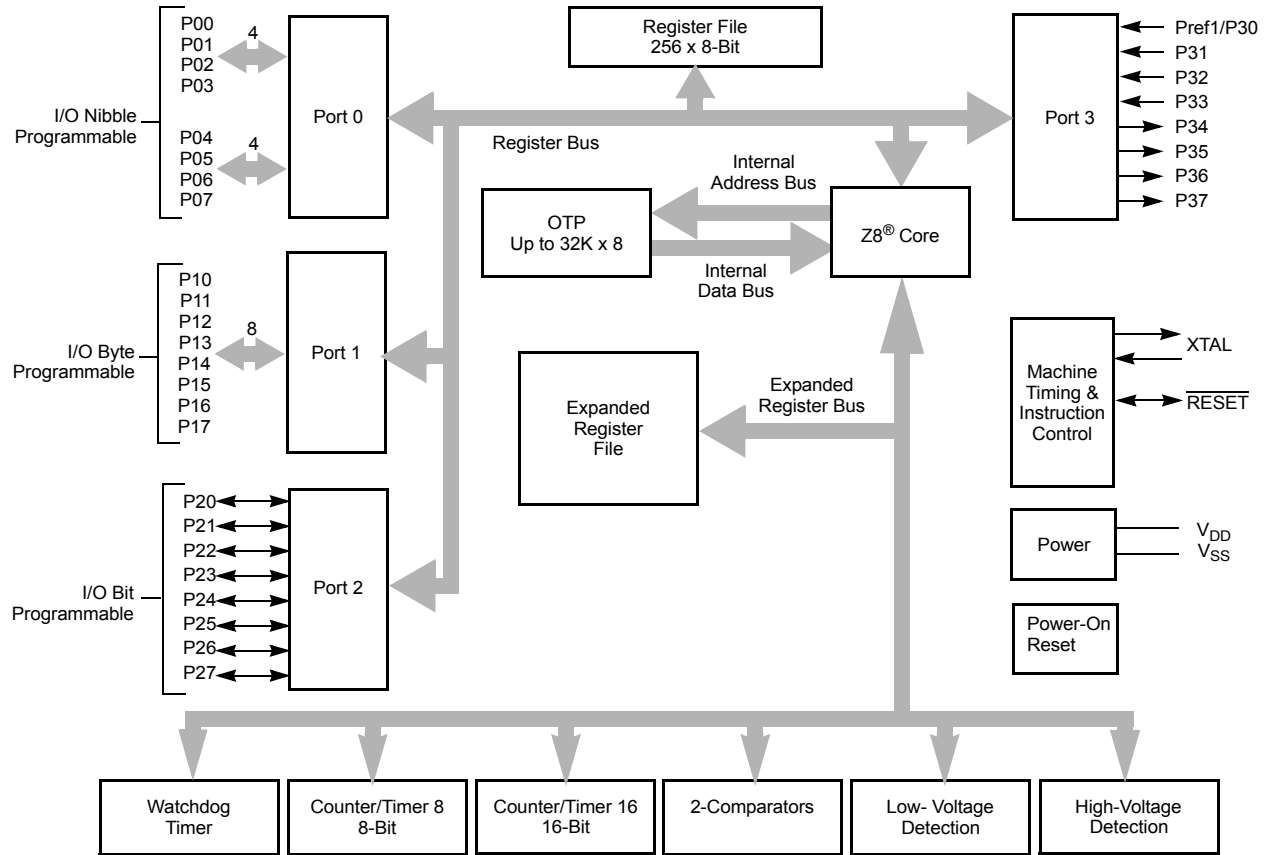 P00
P01
P02
P03
4
I/O Nibble
Programmable
P04
P05
P06
P07
4
Port 0
Register File
256 x 8-Bit
Register Bus
Port 3
Pref1/P30
P31
P32
P33
P34
P35
P36
P37
Internal
Address Bus
OTP
Up to 32K x 8
Z8® Core
Internal
Data Bus
P10
P11
P12
P13
P14
P15
P16
P17
8
I/O Byte
Programmable
Port 1
Expanded
Register
File
Expanded
Register Bus
Machine
Timing &
Instruction
Control
XTAL
RESET
P20
P21
P22
P23
P24
P25
P26
P27
I/O Bit
Programmable
Port 2
Power
VDD
VSS
Power-On
Reset
Watchdog
Timer
Counter/Timer 8
8-Bit
Counter/Timer 16
16-Bit
2-Comparators
Low- Voltage
Detection
High-Voltage
Detection